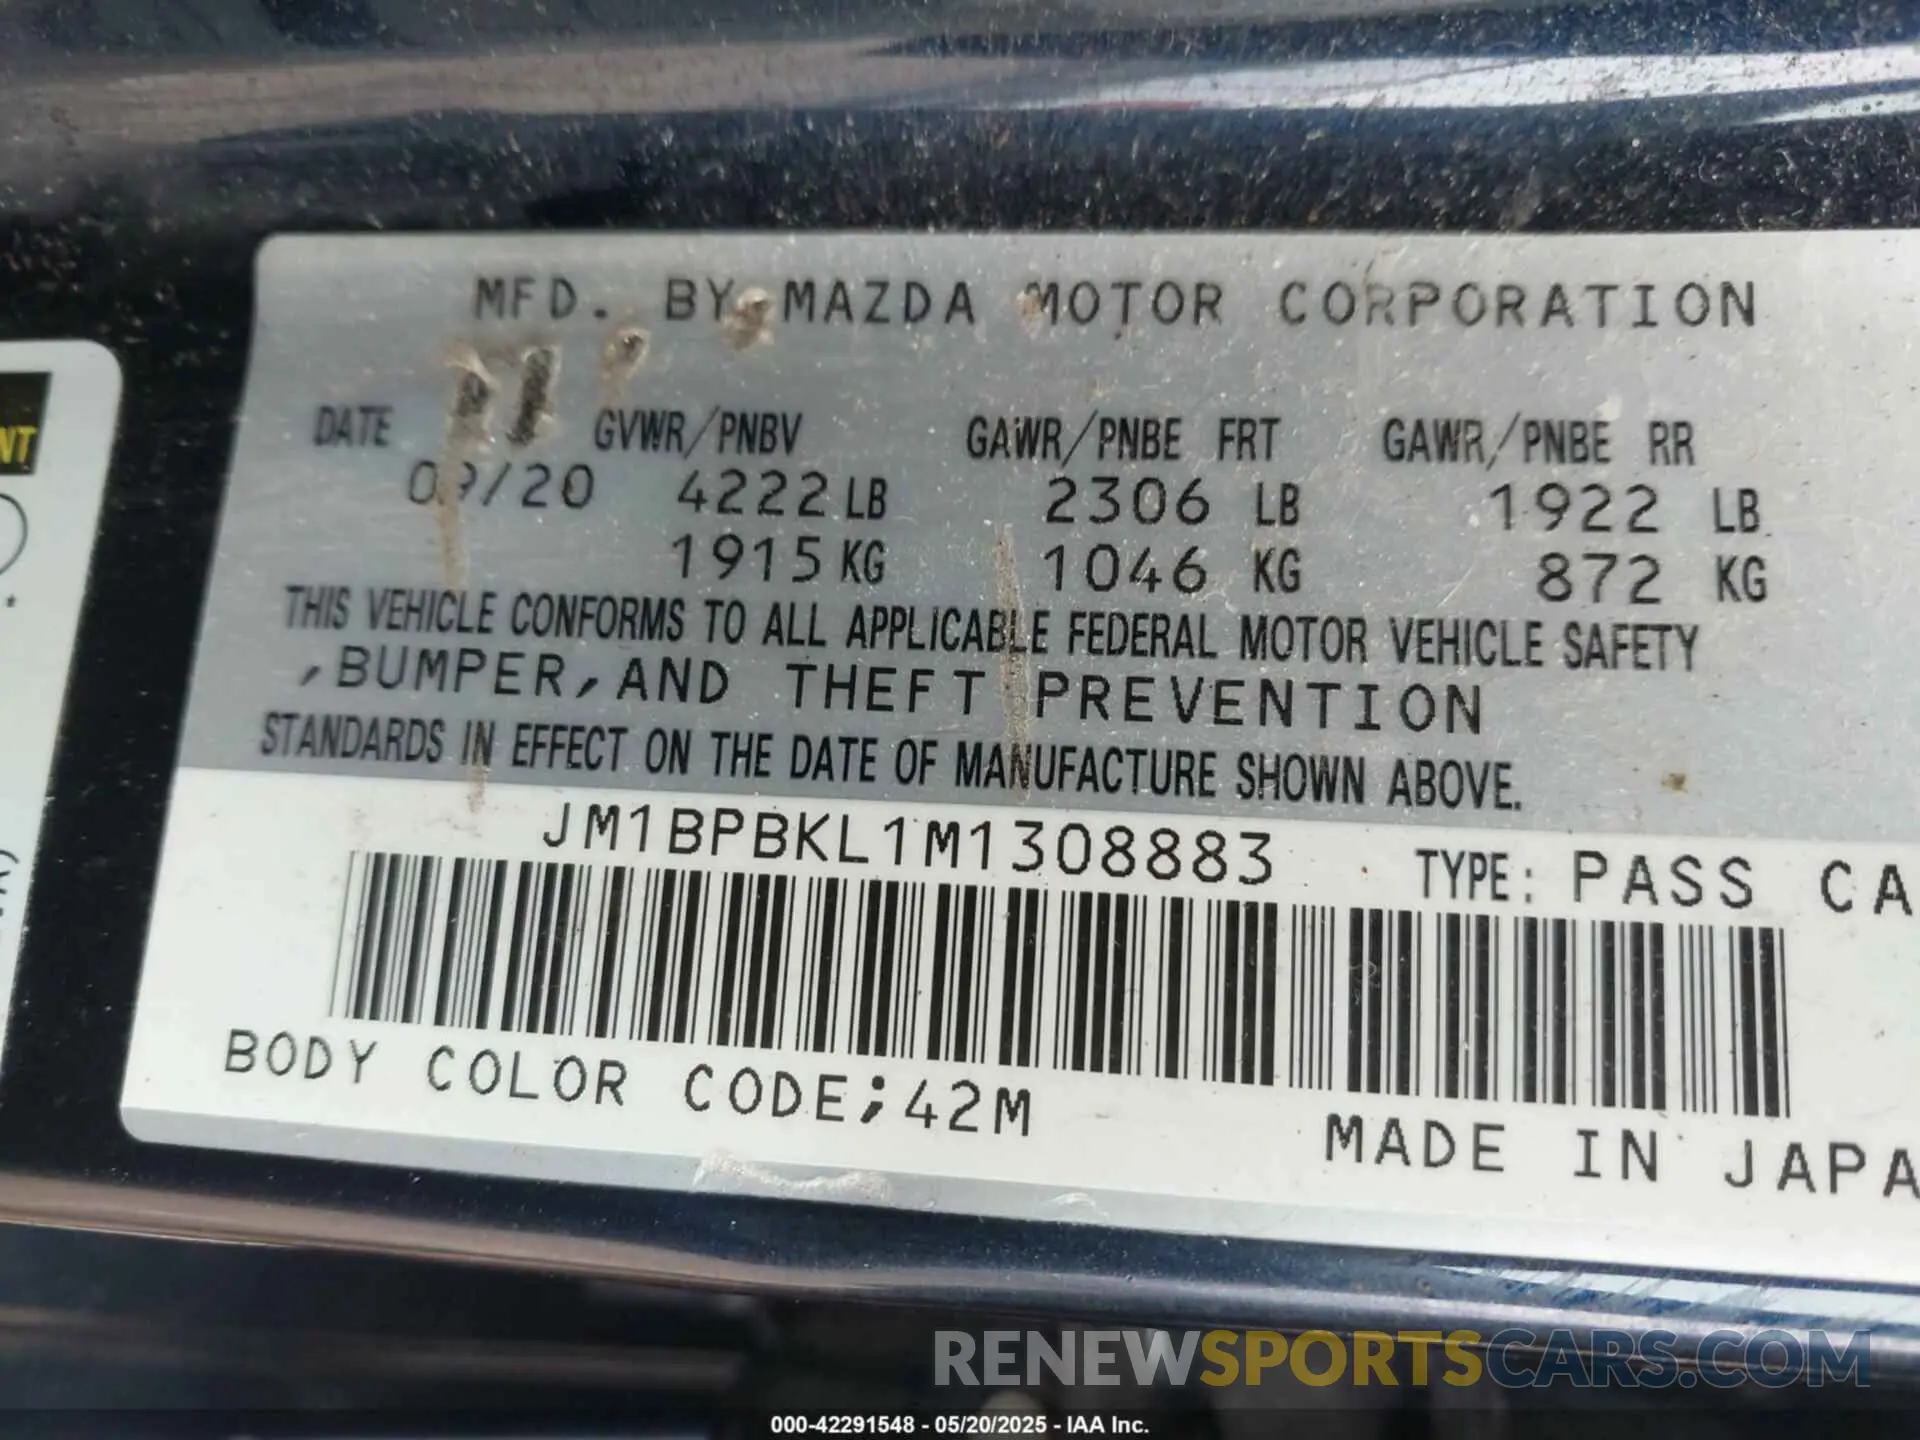 MFD. BY MAZDA MOTOR CORPORATION
DATE GVWR/PNBV GAWR/PNBE FRT GAWR/PNBE RR
09/20 4222 LB 2306 LB 1922 LB
1915 KG 1046 KG 872 KG
THIS VEHICLE CONFORMS TO ALL APPLICABLE FEDERAL MOTOR VEHICLE SAFETY
,BUMPER,AND THEFT PREVENTION
STANDARDS IN EFFECT ON THE DATE OF MANUFACTURE SHOWN ABOVE.
JM1BPBKL1M1308883 TYPE: PASS CA
BODY COLOR CODE;42M
MADE IN JAPA
NT
RENEWSPORTSCARS.COM
000-42291548 - 05/20/2025 - IAA Inc.